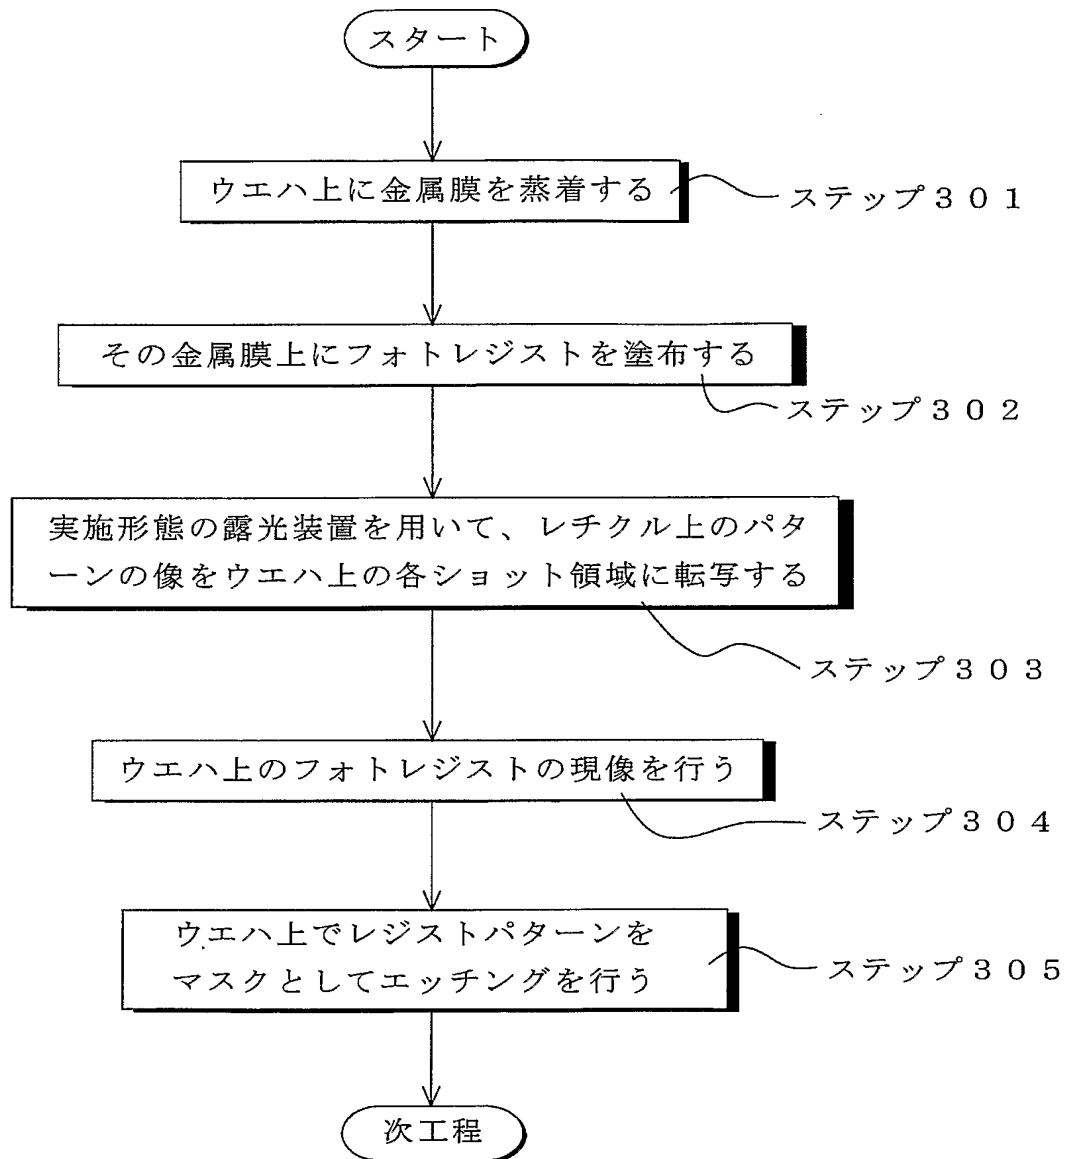 スタート
ウエハ上に金属膜を蒸着する
ステップ３０１
その金属膜上にフォトレジストを塗布する
ステップ３０２
実施形態の露光装置を用いて、レチクル上のパタ
ーンの像をウエハ上の各ショット領域に転写する
ステップ３０３
ウエハ上のフォトレジストの現像を行う
ステップ３０４
ウエハ上でレジストパターンを
マスクとしてエッチングを行う
ステップ３０５
次工程